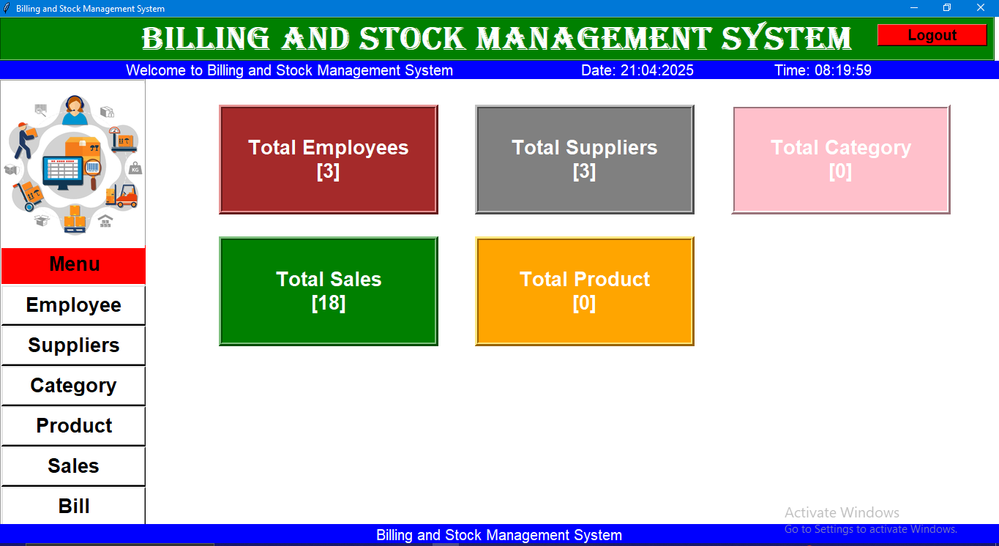 Billing and Stock Management System
BILLING AND STOCK MANAGEMENT SYSTEM
Logout
Welcome to Billing and Stock Management System
Date: 21:04:2025
Time: 08:19:59
KG
Total Employees
[3]
Total Suppliers
[3]
Total Category
[0]
Total Sales
[18]
Total Product
[0]
Menu
Employee
Suppliers
Category
Product
Sales
Bill
Activate Windows
Go to Settings to activate Windows.
Billing and Stock Management System